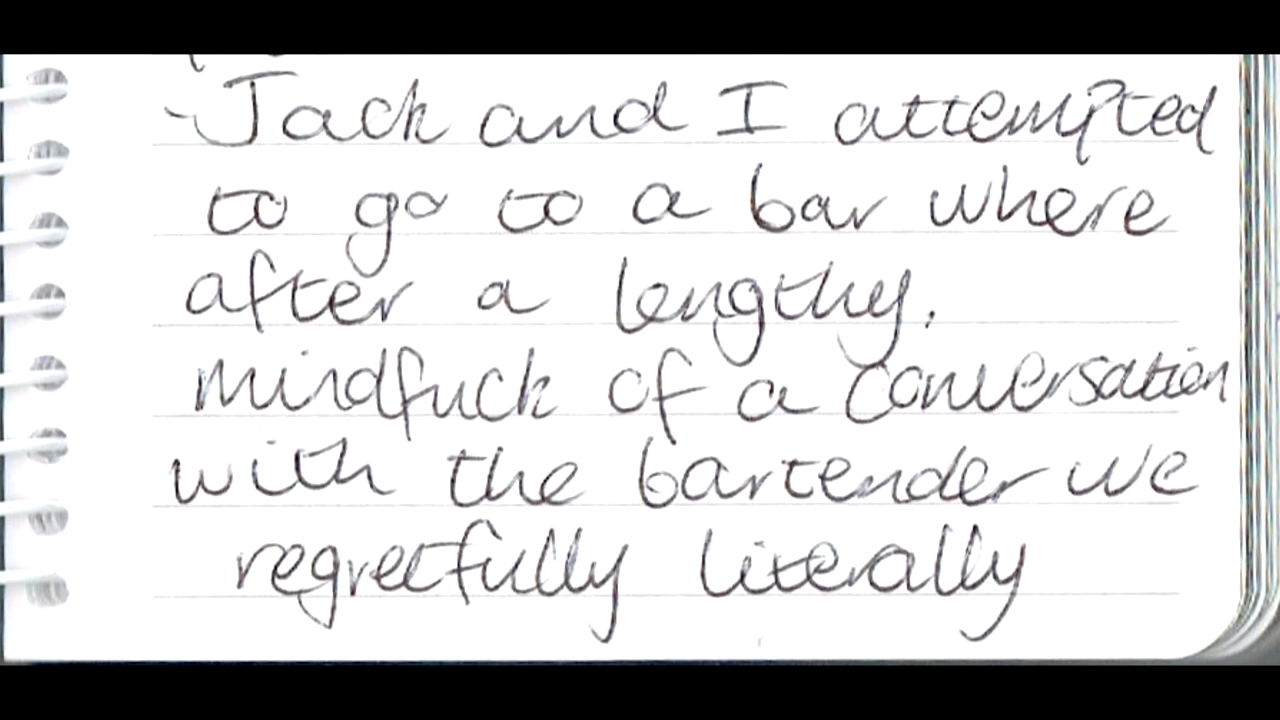 -Jack and I attempted
to go to a bar where
after a lengthy,
mindfuck of a conversation
with the bartender we
regretfully literally